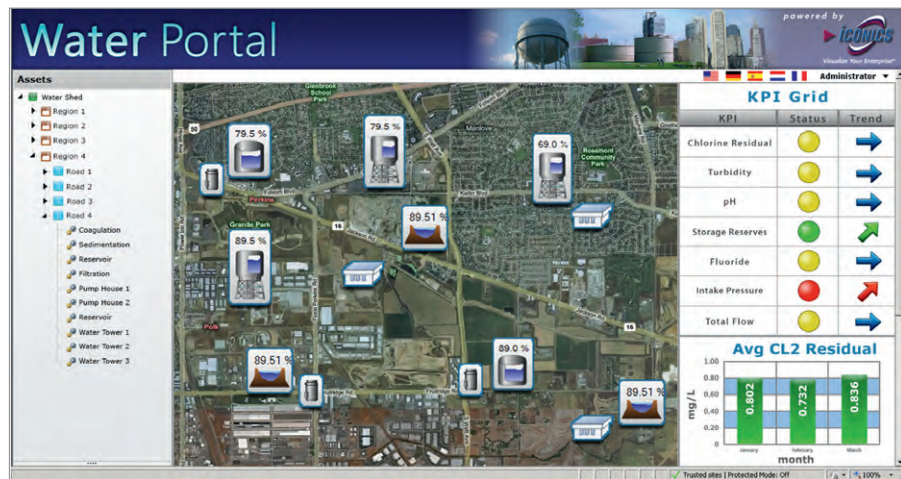 Water Portal
powered by
ICONICS
Visualize Your Enterprise
Administrator
Assets
Water Shed
Region 1
Region 2
Region 3
Region 4
Road 1
Road 2
Road 3
Road 4
Coagulation
Sedimentation
Reservoir
Filtration
Pump House 1
Pump House 2
Reservoir
Water Tower 1
Water Tower 2
Water Tower 3
Glenbrook
School
Park
50
79.5 %
79.5 %
Manlove
69.0 %
Rosemont
Community
Park
Folsom Blvd
Perkins
Kiefer Blvd
89.51 %
Granite Park
16
Jackson Rd
89.5 %
Polk
16
89.51 %
89.0 %
89.51 %
KPI Grid
KPI Status Trend
Chlorine Residual
Turbidity
pH
Storage Reserves
Fluoride
Intake Pressure
Total Flow
Avg CL2 Residual
mg/L
1.00
0.80
0.60
0.40
0.20
0
0.802
0.732
0.836
January February March
month
Trusted sites | Protected Mode: Off
100%